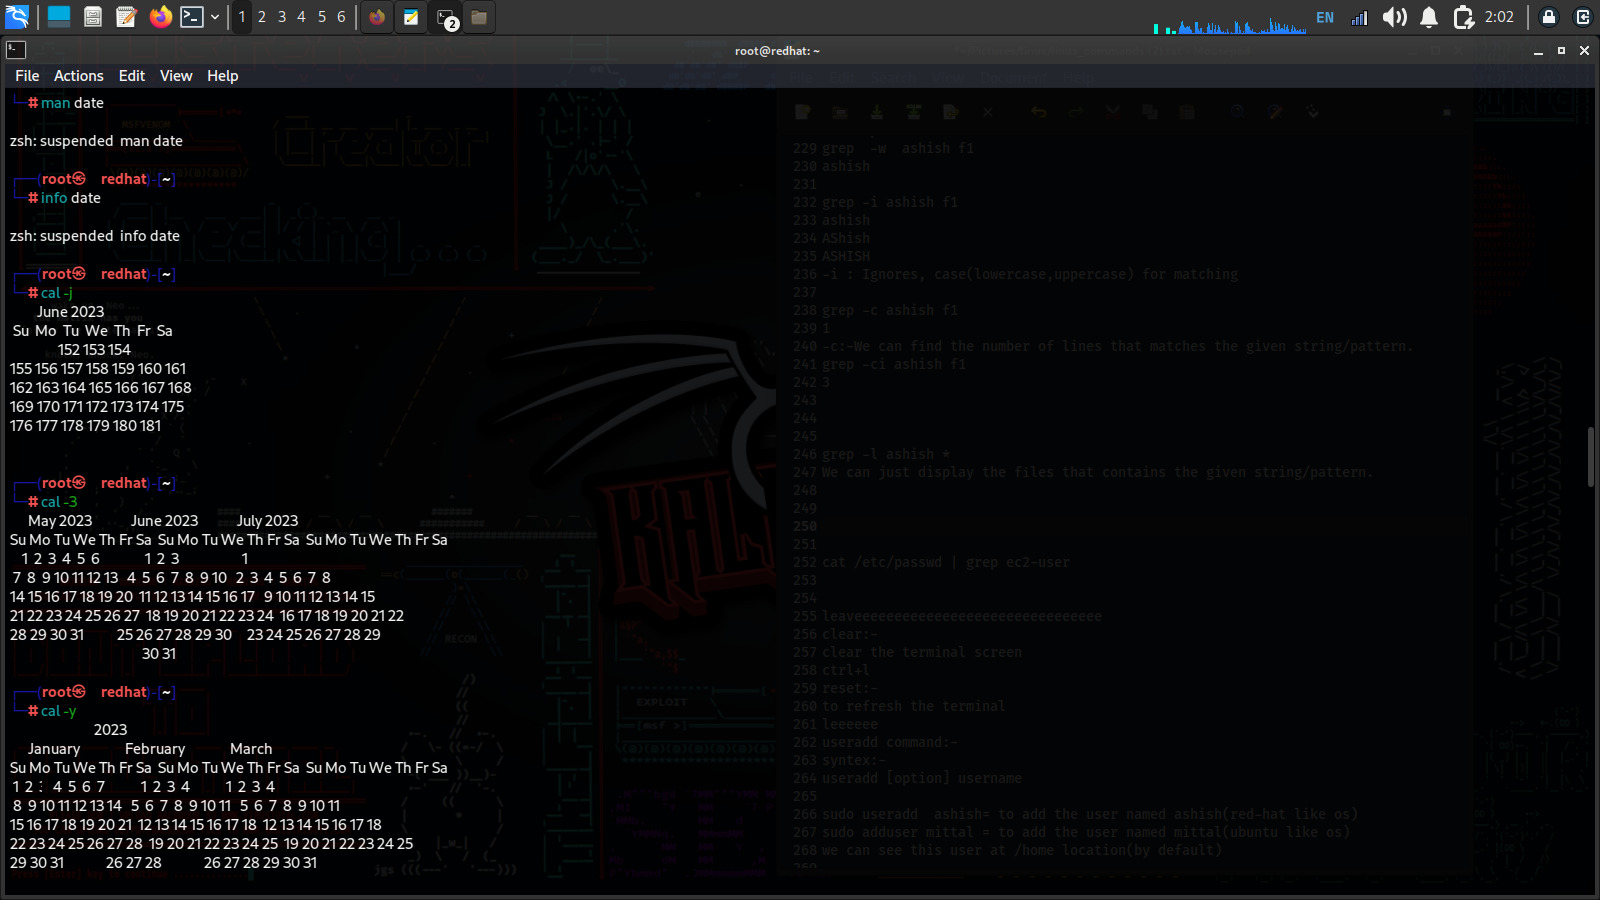 1 2 3 4 5 6
2
EN
2:02
root@redhat: ~
File Actions Edit View Help
# man date
zsh: suspended  man date
(root㉿ redhat)-[~]
# info date
zsh: suspended  info date
(root㉿ redhat)-[~]
# cal -j
June 2023
Su Mo Tu We Th Fr Sa
152 153 154
155 156 157 158 159 160 161
162 163 164 165 166 167 168
169 170 171 172 173 174 175
176 177 178 179 180 181
(root㉿ redhat)-[~]
# cal -3
May 2023 June 2023 July 2023
Su Mo Tu We Th Fr Sa Su Mo Tu We Th Fr Sa Su Mo Tu We Th Fr Sa
1 2 3 4 5 6 1 2 3 1
7 8 9 10 11 12 13 4 5 6 7 8 9 10 2 3 4 5 6 7 8
14 15 16 17 18 19 20 11 12 13 14 15 16 17 9 10 11 12 13 14 15
21 22 23 24 25 26 27 18 19 20 21 22 23 24 16 17 18 19 20 21 22
28 29 30 31 25 26 27 28 29 30 23 24 25 26 27 28 29
30 31
(root㉿ redhat)-[~]
# cal -y
2023
January February March
Su Mo Tu We Th Fr Sa Su Mo Tu We Th Fr Sa Su Mo Tu We Th Fr Sa
1 2 3 4 5 6 7 1 2 3 4 1 2 3 4
8 9 10 11 12 13 14 5 6 7 8 9 10 11 5 6 7 8 9 10 11
15 16 17 18 19 20 21 12 13 14 15 16 17 18 12 13 14 15 16 17 18
22 23 24 25 26 27 28 19 20 21 22 23 24 25 19 20 21 22 23 24 25
29 30 31 26 27 28 26 27 28 29 30 31
229 grep  -w  ashish f1
230 ashish
231
232 grep -i ashish f1
233 ashish
234 AShish
235 ASHISH
236 -i : Ignores, case(lowercase,uppercase) for matching
237
238 grep -c ashish f1
239 1
240 -c:-We can find the number of lines that matches the given string/pattern.
241 grep -ci ashish f1
242 3
243
244
245
246 grep -l ashish *
247 We can just display the files that contains the given string/pattern.
248
249
250
251
252 cat /etc/passwd | grep ec2-user
253
254
255 leaveeeeeeeeeeeeeeeeeeeeeeeeeeeeeee
256 clear:-
257 clear the terminal screen
258 ctrl+l
259 reset:-
260 to refresh the terminal
261 leeeeee
262 useradd command:-
263 syntex:-
264 useradd [option] username
265
266 sudo useradd  ashish= to add the user named ashish(red-hat like os)
267 sudo adduser mittal = to add the user named mittal(ubuntu like os)
268 we can see this user at /home location(by default)
Creator
Checking...
RECON
EXPLOIT
[msf >]
jgs